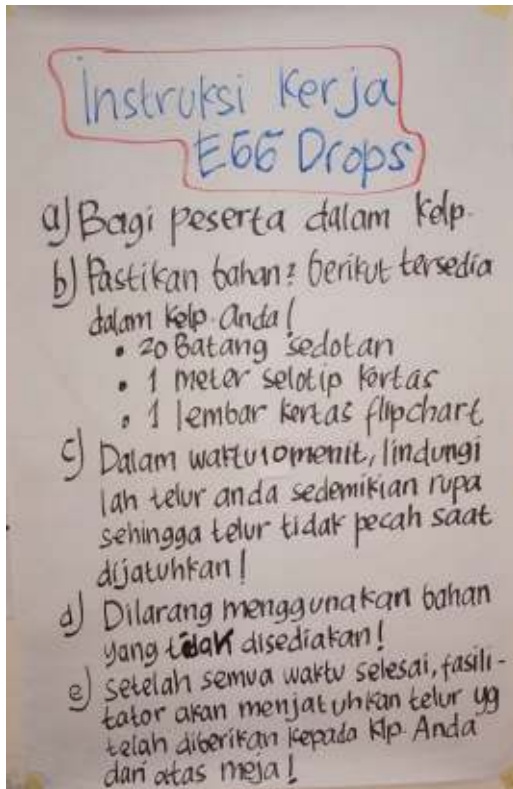 Instruksi Kerja
EGG Drops
a) Bagi peserta dalam kelp.
b) Pastikan bahan2 berikut tersedia
dalam kelp. Anda!
• 20 Batang sedotan
• 1 meter selotip kertas
• 1 lembar kertas flipchart
c) Dalam waktu 10 menit, lindungi
lah telur anda sedemikian rupa
sehingga telur tidak pecah saat
dijatuhkan!
d) Dilarang menggunakan bahan
yang tidak disediakan!
e) Setelah semua waktu selesai, fasili-
tator akan menjatuhkan telur yg
telah diberikan kepada klp. Anda
dari atas meja!